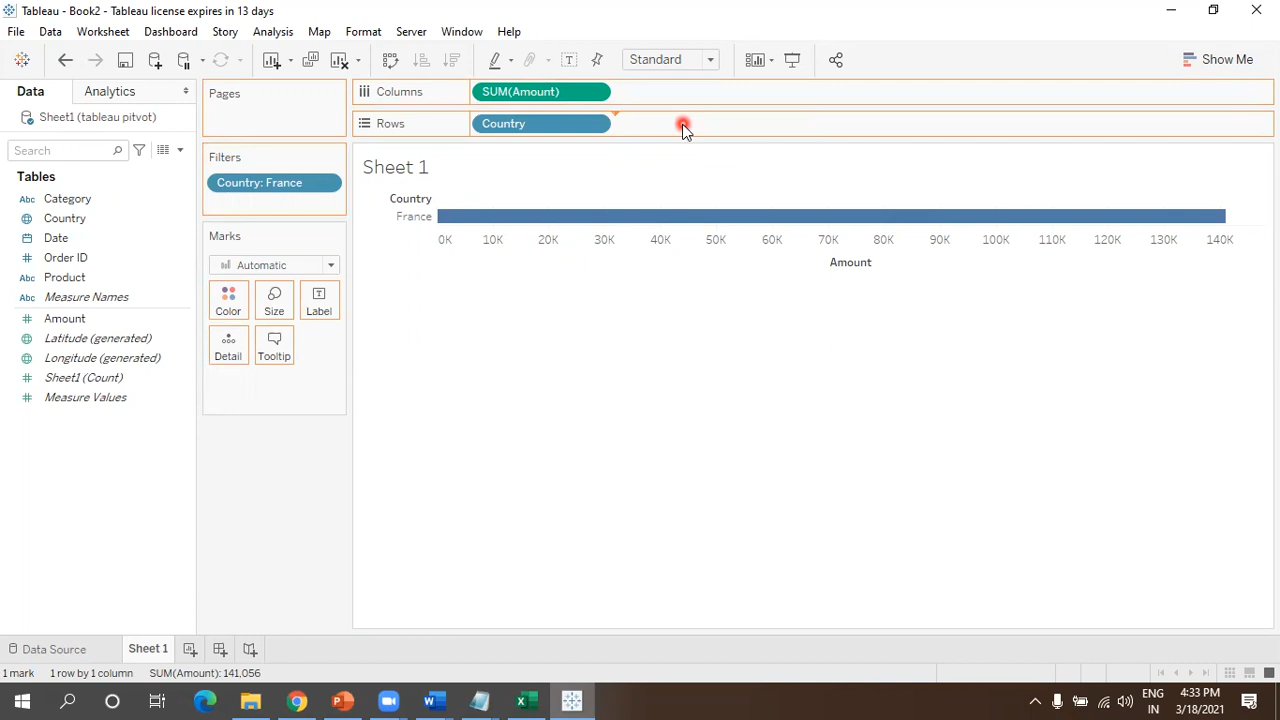 Tableau - Book2 - Tableau license expires in 13 days
File Data Worksheet Dashboard Story Analysis Map Format Server Window Help
Standard
Show Me
Data Analytics
Sheet1 (tableau pitvot)
Search
Tables
Abc Category
Country
Date
# Order ID
Abc Product
Abc Measure Names
# Amount
Latitude (generated)
Longitude (generated)
# Sheet1 (Count)
# Measure Values
Pages
Filters
Country: France
Marks
Automatic
Color Size Label
Detail Tooltip
Columns SUM(Amount)
Rows Country
Sheet 1
Country
France
0K 10K 20K 30K 40K 50K 60K 70K 80K 90K 100K 110K 120K 130K 140K
Amount
Data Source Sheet 1
1 mark 1 row by 1 column SUM(Amount): 141,056
ENG
IN
4:33 PM
3/18/2021